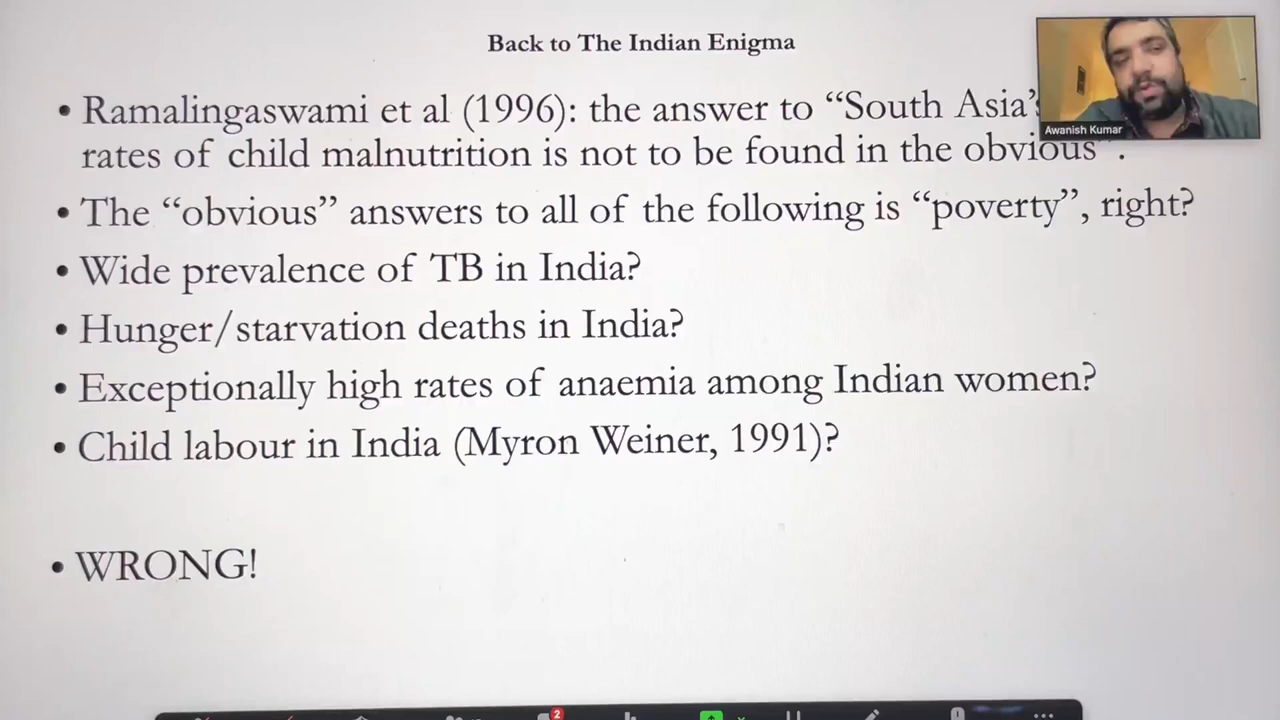 Back to The Indian Enigma
• Ramalingaswami et al (1996): the answer to “South Asia’s
rates of child malnutrition is not to be found in the obvious”.
• The “obvious” answers to all of the following is “poverty”, right?
• Wide prevalence of TB in India?
• Hunger/starvation deaths in India?
• Exceptionally high rates of anaemia among Indian women?
• Child labour in India (Myron Weiner, 1991)?
• WRONG!
Awanish Kumar
2